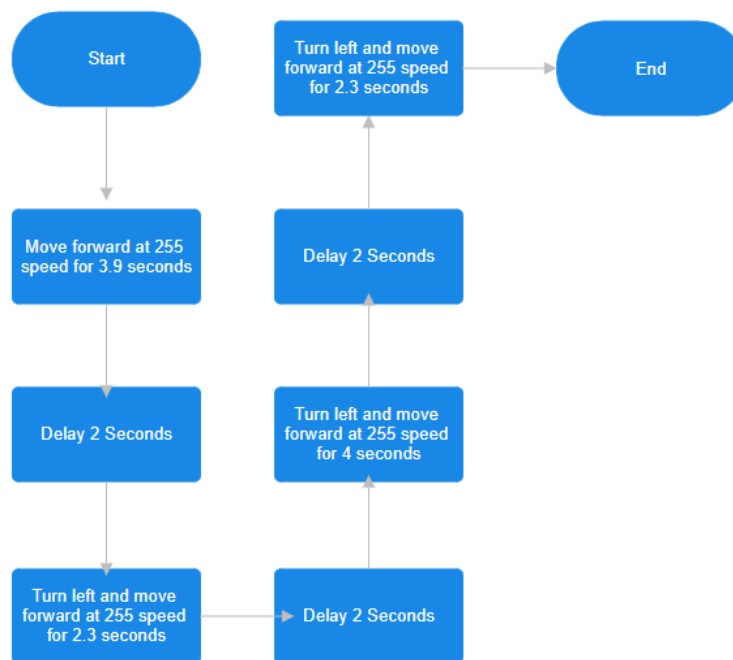 Start
Move forward at 255
speed for 3.9 seconds
Delay 2 Seconds
Turn left and move
forward at 255 speed
for 2.3 seconds
Delay 2 Seconds
Turn left and move
forward at 255 speed
for 4 seconds
Delay 2 Seconds
Turn left and move
forward at 255 speed
for 2.3 seconds
End